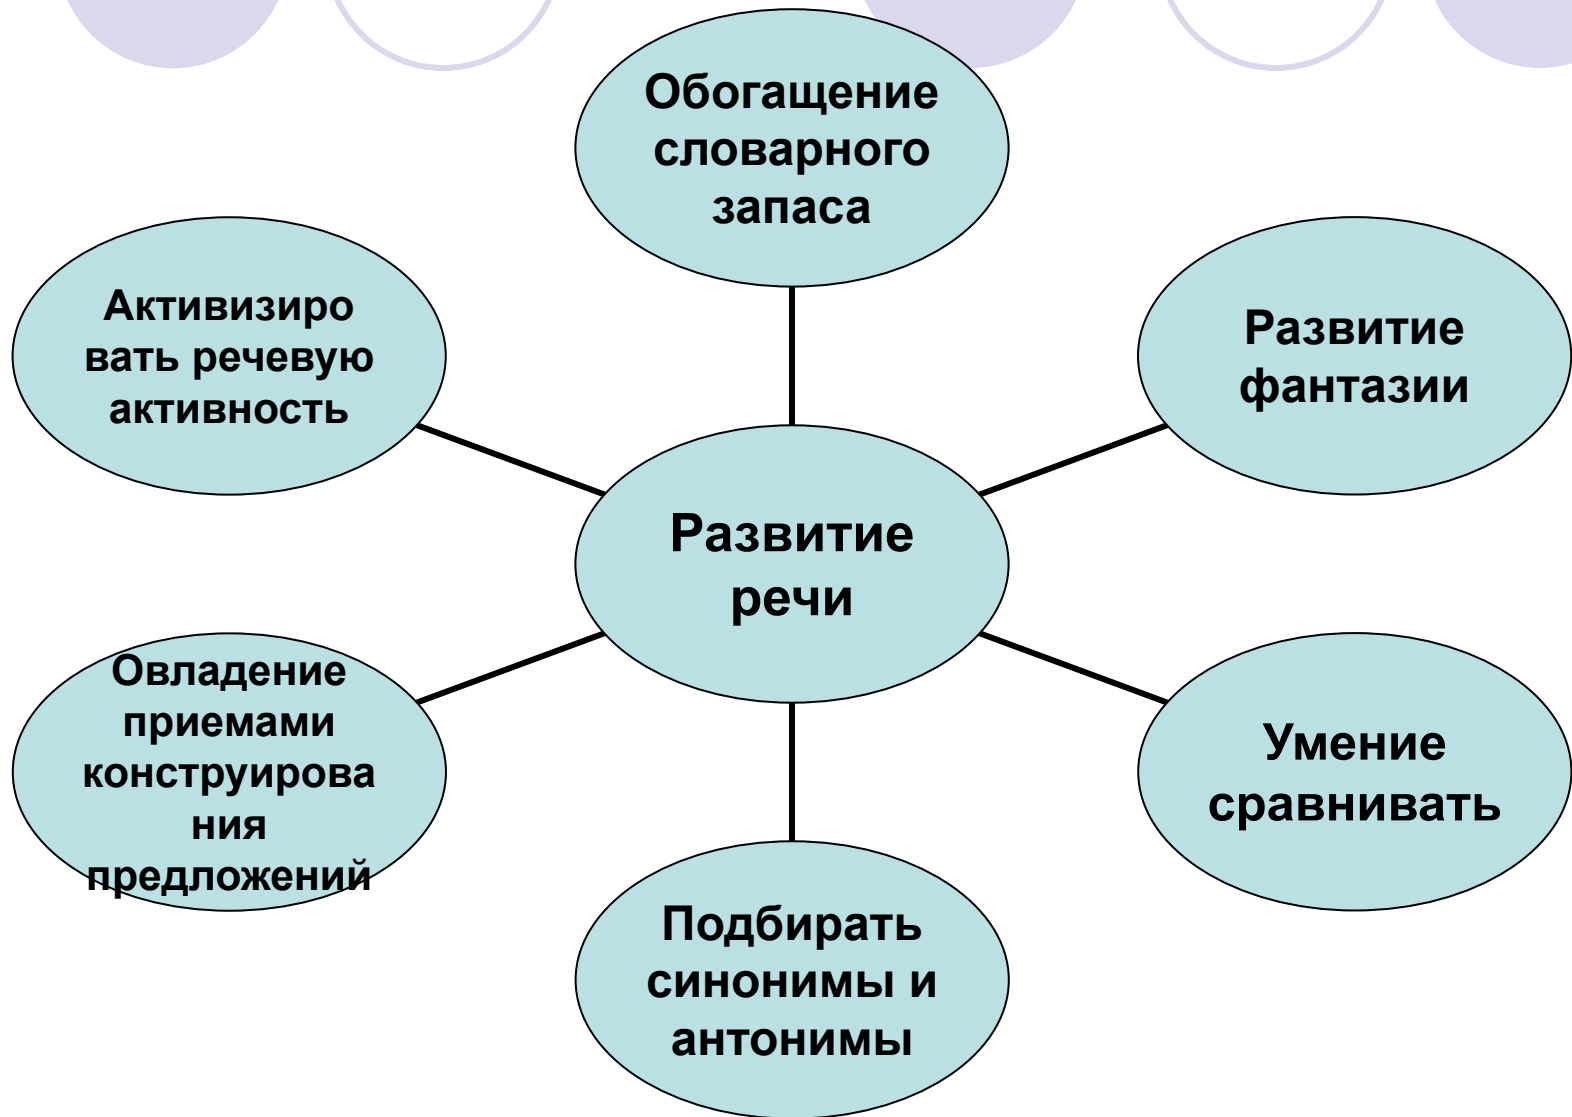 Обогащение
словарного
запаса
Активизиро
вать речевую
активность
Развитие
фантазии
Развитие
речи
Овладение
приемами
конструирова
ния
предложений
Умение
сравнивать
Подбирать
синонимы и
антонимы